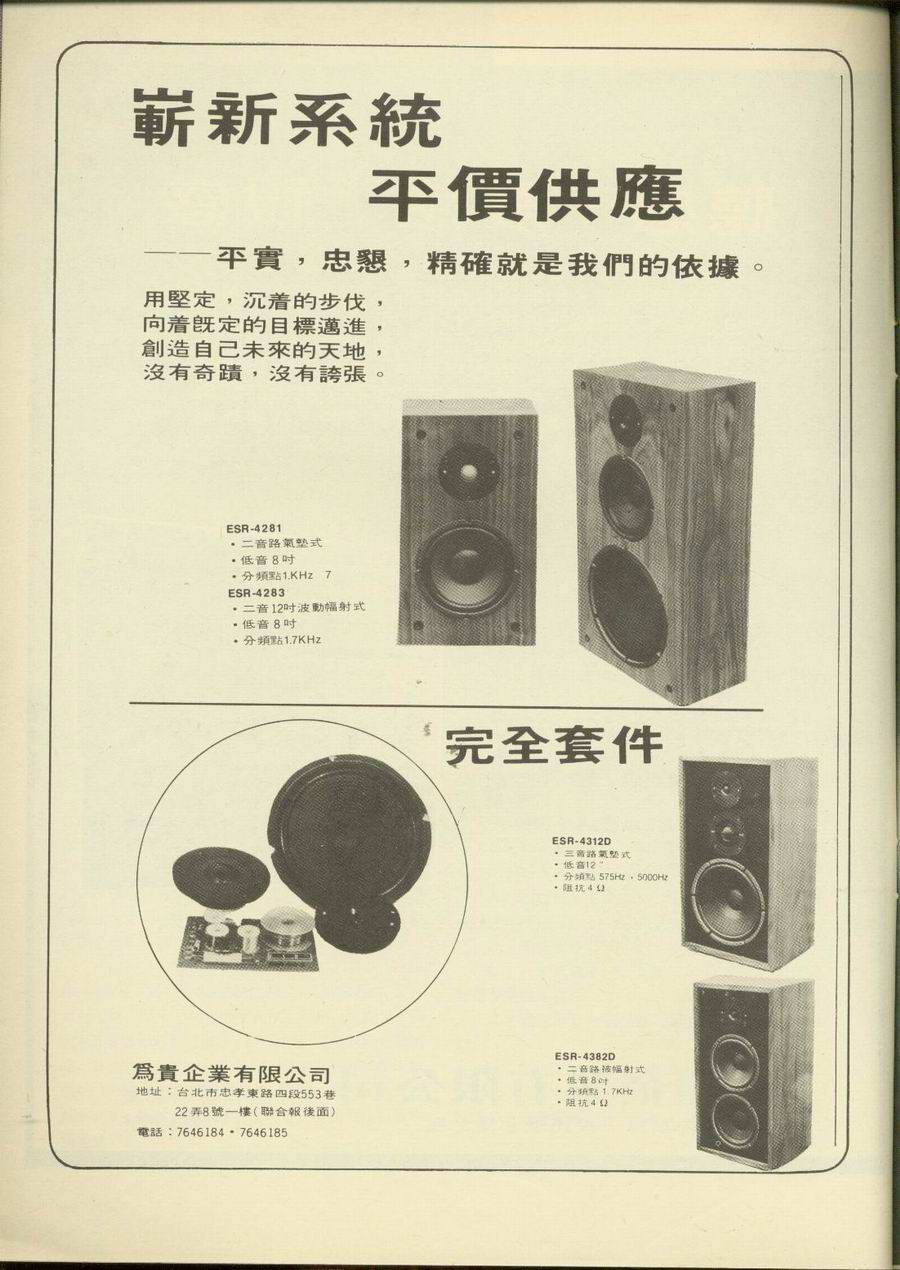 嶄新系統
平價供應
——平實，忠懇，精確就是我們的依據。
用堅定，沉着的步伐，
向着旣定的目標邁進，
創造自己未來的天地，
沒有奇蹟，沒有誇張。
ESR-4281
・二音路氣墊式
・低音8吋
・分頻點1.KHz 7
ESR-4283
・二音12吋波動幅射式
・低音8吋
・分頻點1.7KHz
完全套件
ESR-4312D
・三音路氣墊式
・低音12"
・分頻點 575Hz，5000Hz
・阻抗4Ω
ESR-4382D
・二音路被幅射式
・低音8吋
・分頻點 1.7KHz
・阻抗4Ω
爲貴企業有限公司
地址：台北市忠孝東路四段553巷
22弄8號一樓(聯合報後面)
電話：7646184・7646185